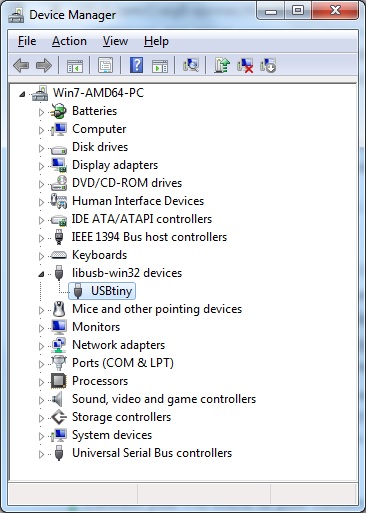 Device Manager
File Action View Help
Win7-AMD64-PC
Batteries
Computer
Disk drives
Display adapters
DVD/CD-ROM drives
Human Interface Devices
IDE ATA/ATAPI controllers
IEEE 1394 Bus host controllers
Keyboards
libusb-win32 devices
USBtiny
Mice and other pointing devices
Monitors
Network adapters
Ports (COM & LPT)
Processors
Sound, video and game controllers
Storage controllers
System devices
Universal Serial Bus controllers